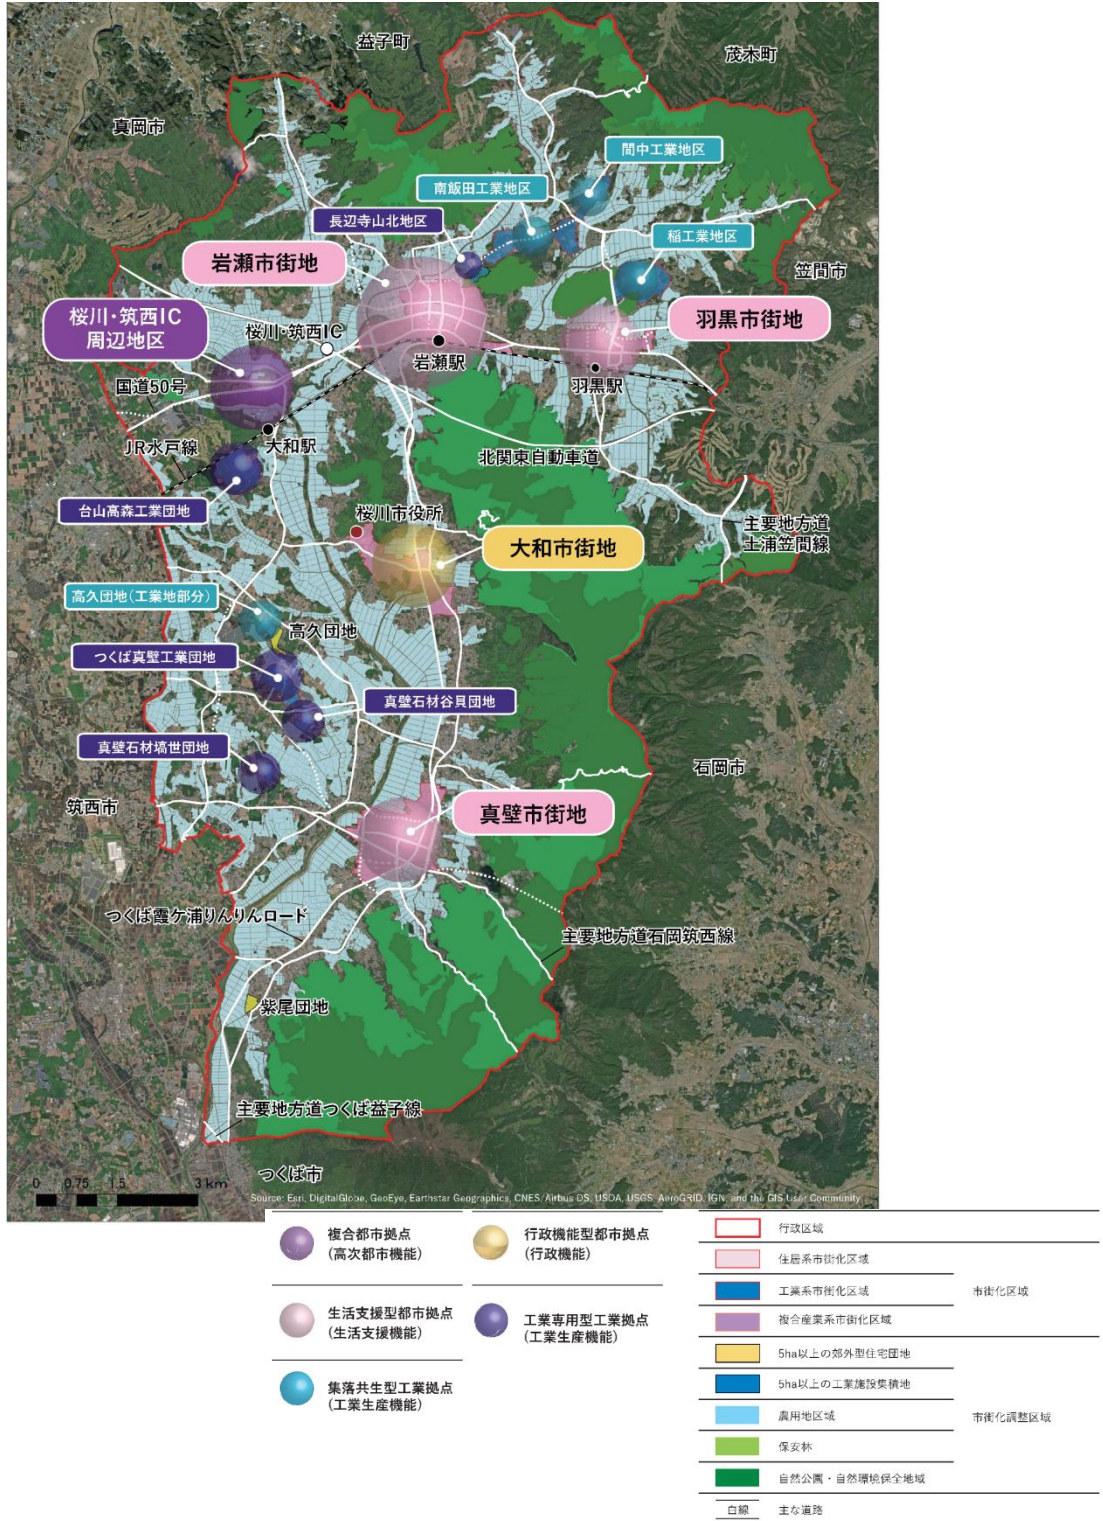 益子町
茂木町
真岡市
間中工業地区
南飯田工業地区
長辺寺山北地区
稲工業地区
岩瀬市街地
笠間市
桜川・筑西IC
周辺地区
羽黒市街地
桜川・筑西IC
岩瀬駅
羽黒駅
国道50号
大和駅
JR水戸線
北関東自動車道
台山高森工業団地
桜川市役所
主要地方道
土浦笠間線
大和市街地
高久団地(工業地部分)
高久団地
つくば真壁工業団地
真壁石材谷貝団地
真壁石材塙世団地
石岡市
筑西市
真壁市街地
つくば霞ケ浦りんりんロード
主要地方道石岡筑西線
紫尾団地
主要地方道つくば益子線
つくば市
0 0.75 1.5 3 km
Source: Esri, DigitalGlobe, GeoEye, Earthstar Geographics, CNES/Airbus DS, USDA, USGS, AeroGRID, IGN, and the GIS User Community
複合都市拠点
(高次都市機能)
行政機能型都市拠点
(行政機能)
生活支援型都市拠点
(生活支援機能)
工業専用型工業拠点
(工業生産機能)
集落共生型工業拠点
(工業生産機能)
行政区域
住居系市街化区域
工業系市街化区域
市街化区域
複合産業系市街化区域
5ha以上の郊外型住宅団地
5ha以上の工業施設集積地
農用地区域
市街化調整区域
保安林
自然公園・自然環境保全地域
白線 主な道路